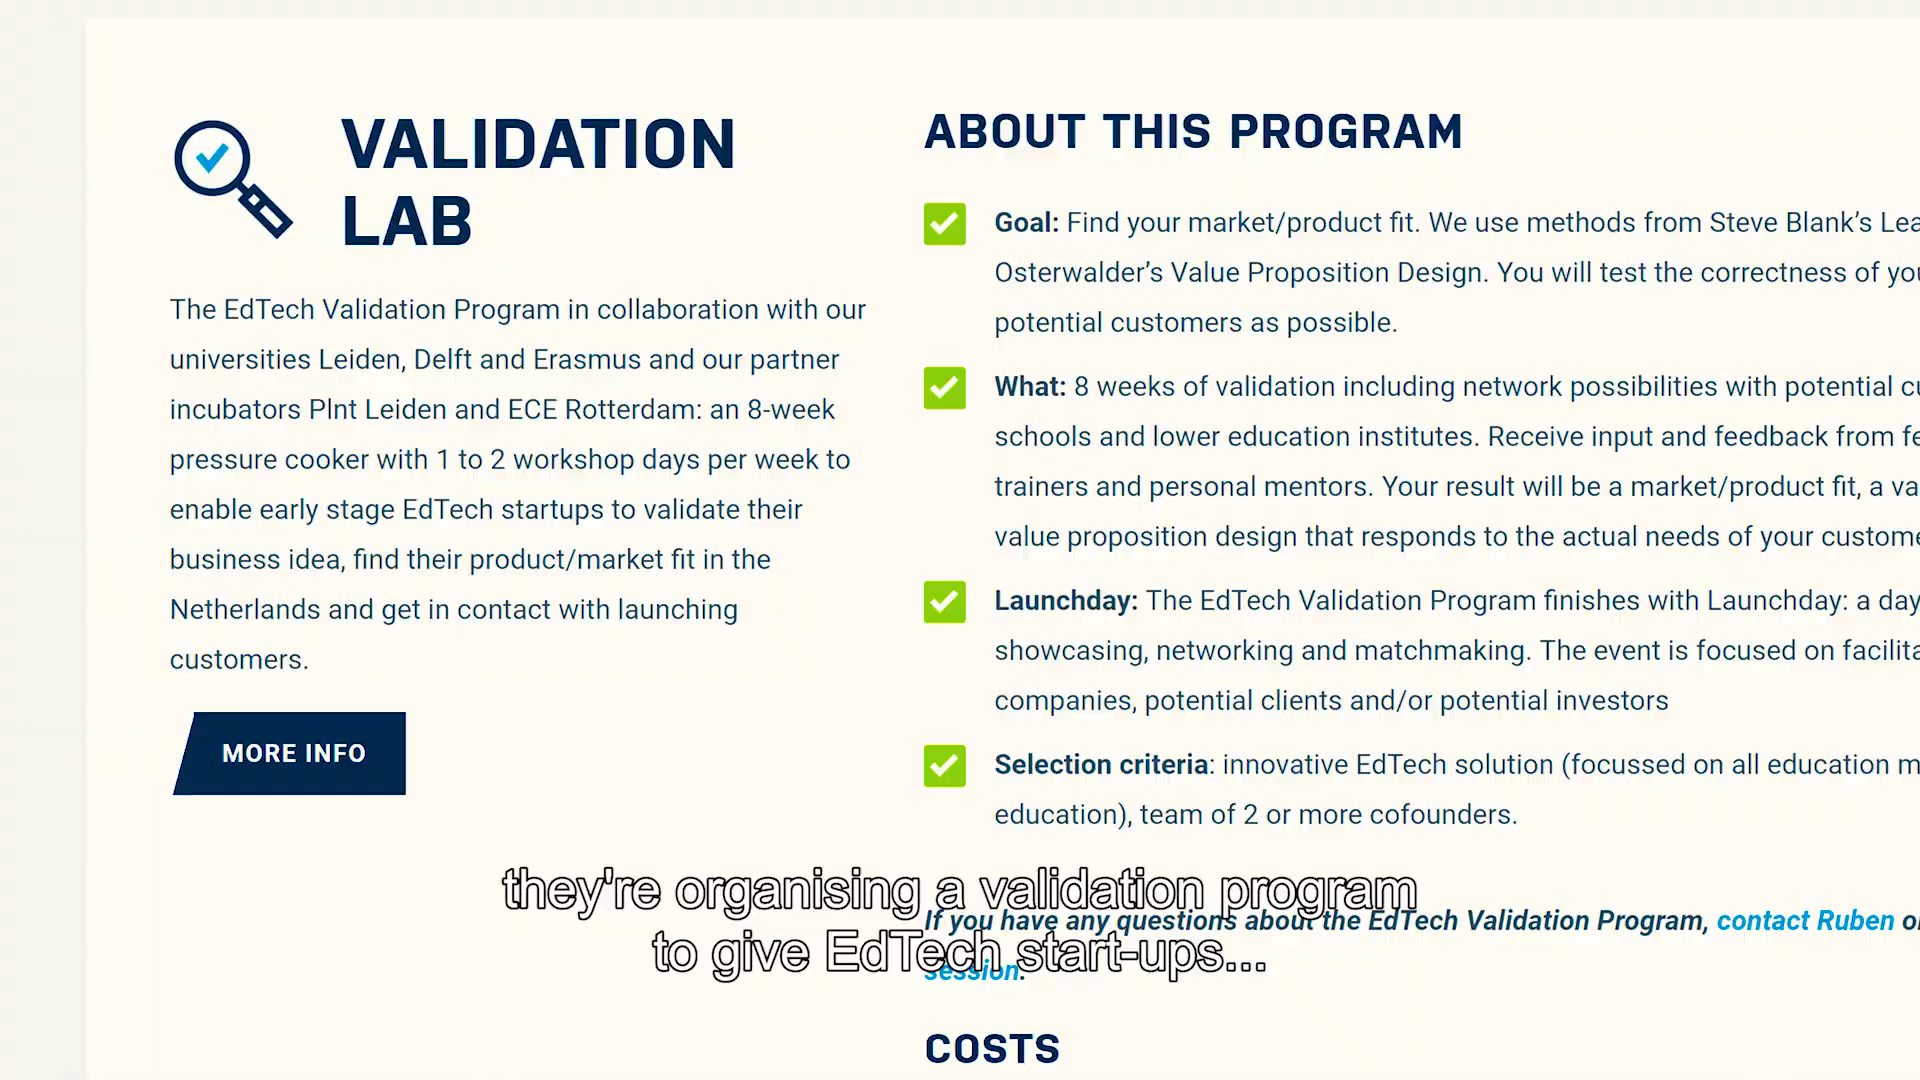 VALIDATION
LAB
The EdTech Validation Program in collaboration with our
universities Leiden, Delft and Erasmus and our partner
incubators Plnt Leiden and ECE Rotterdam: an 8-week
pressure cooker with 1 to 2 workshop days per week to
enable early stage EdTech startups to validate their
business idea, find their product/market fit in the
Netherlands and get in contact with launching
customers.
MORE INFO
ABOUT THIS PROGRAM
Goal: Find your market/product fit. We use methods from Steve Blank's
Osterwalder's Value Proposition Design. You will test the correctness of
potential customers as possible.
What: 8 weeks of validation including network possibilities with potential
schools and lower education institutes. Receive input and feedback from
trainers and personal mentors. Your result will be a market/product fit, a
value proposition design that responds to the actual needs of your
Launchday: The EdTech Validation Program finishes with Launchday: a day
showcasing, networking and matchmaking. The event is focused on
companies, potential clients and/or potential investors
Selection criteria: innovative EdTech solution (focussed on all education
education), team of 2 or more cofounders.
If you have any questions about the EdTech Validation Program, contact Ruben
session.
they're organising a validation program
to give EdTech start-ups...
COSTS